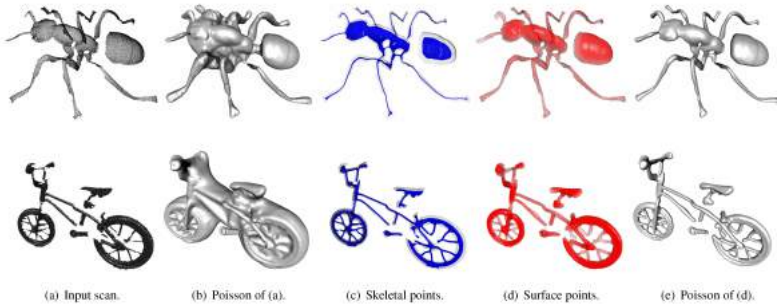 (a) Input scan. (b) Poisson of (a). (c) Skeletal points. (d) Surface points. (e) Poisson of (d).